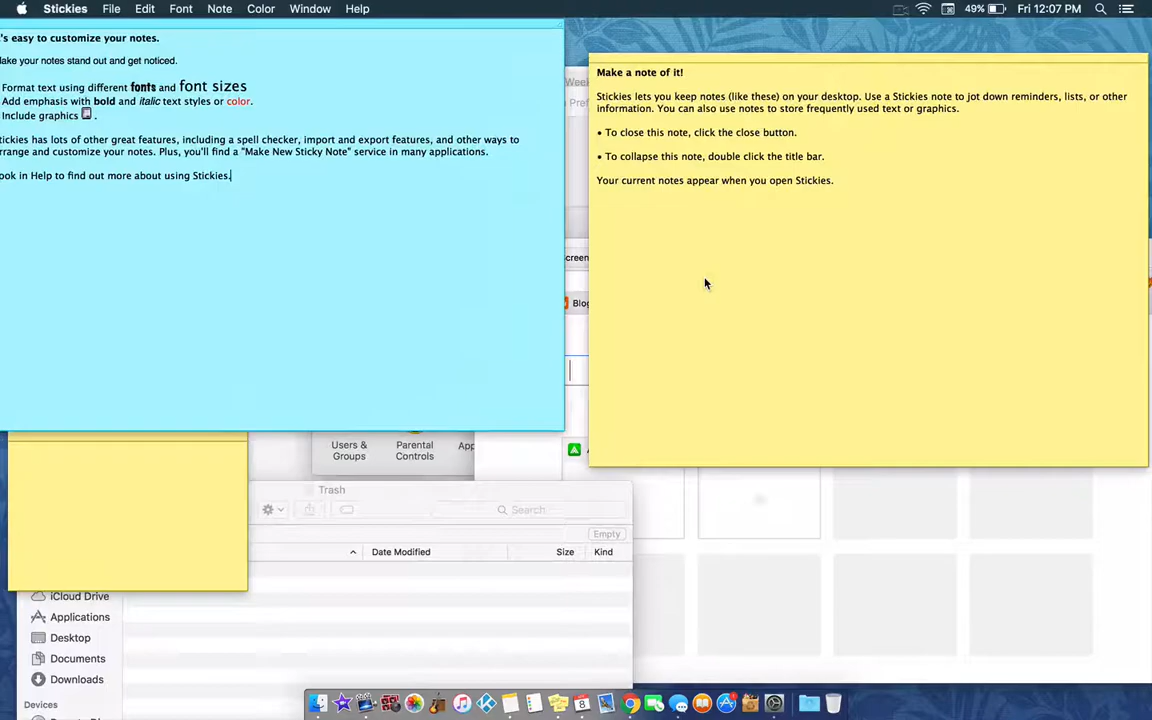 Stickies File Edit Font Note Color Window Help
49% Fri 12:07 PM
's easy to customize your notes.
ake your notes stand out and get noticed.
Format text using different fonts and font sizes
Add emphasis with bold and italic text styles or color.
Include graphics .
tickies has lots of other great features, including a spell checker, import and export features, and other ways to
rrange and customize your notes. Plus, you'll find a "Make New Sticky Note" service in many applications.
ook in Help to find out more about using Stickies.
Week
Pref
Make a note of it!
Stickies lets you keep notes (like these) on your desktop. Use a Stickies note to jot down reminders, lists, or other
information. You can also use notes to store frequently used text or graphics.
• To close this note, click the close button.
• To collapse this note, double click the title bar.
Your current notes appear when you open Stickies.
Screen
Blog
Users &
Groups
Parental
Controls
App
Trash
Search
Empty
Date Modified Size Kind
iCloud Drive
Applications
Desktop
Documents
Downloads
Devices
8